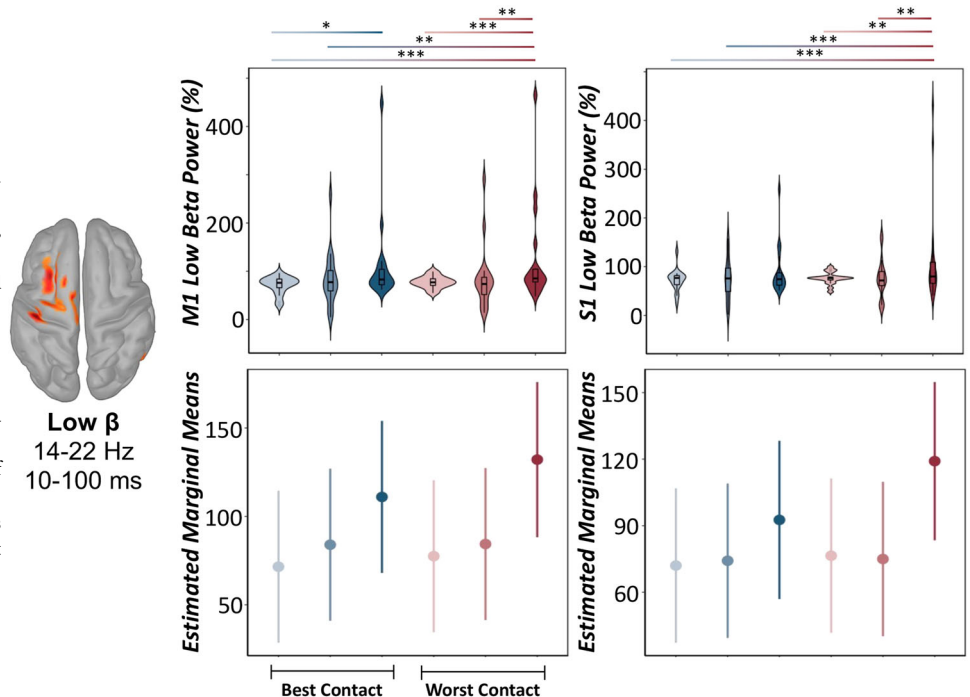 *
**
***
**
***
**
**
***
***
M1 Low Beta Power (%)
400
200
0
S1 Low Beta Power (%)
400
300
200
100
0
Low β
14-22 Hz
10-100 ms
Estimated Marginal Means
150
100
50
Estimated Marginal Means
150
120
90
60
Best Contact
Worst Contact